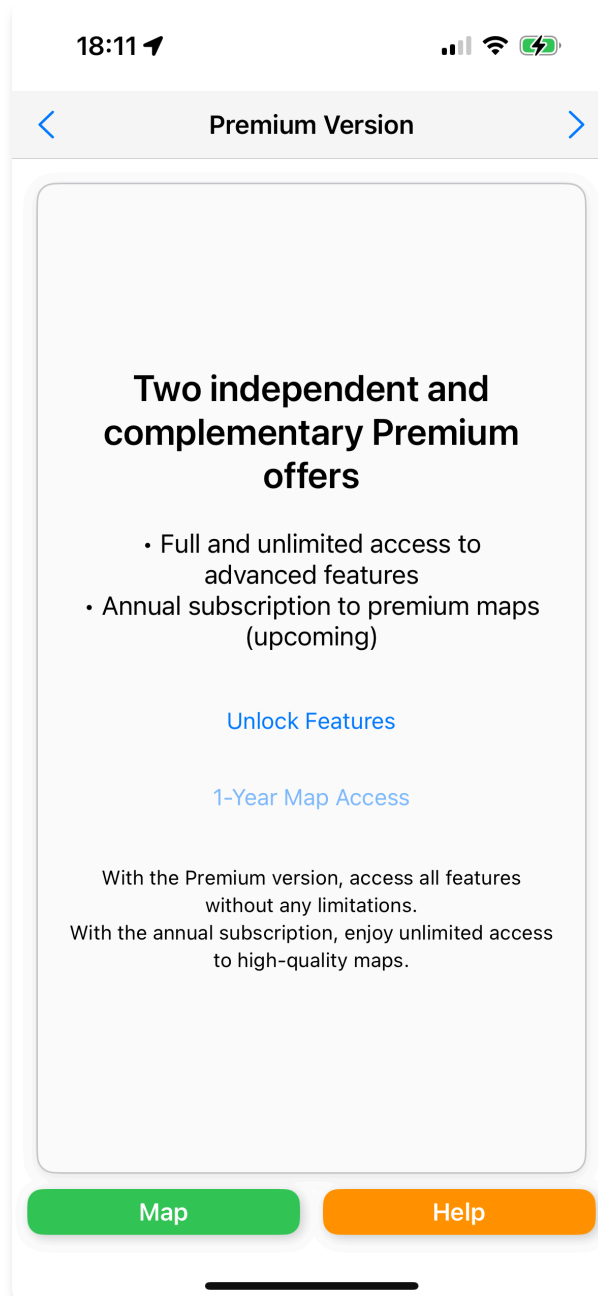 18:11
Premium Version
Two independent and
complementary Premium
offers
• Full and unlimited access to
advanced features
• Annual subscription to premium maps
(upcoming)
Unlock Features
1-Year Map Access
With the Premium version, access all features
without any limitations.
With the annual subscription, enjoy unlimited access
to high-quality maps.
Map
Help